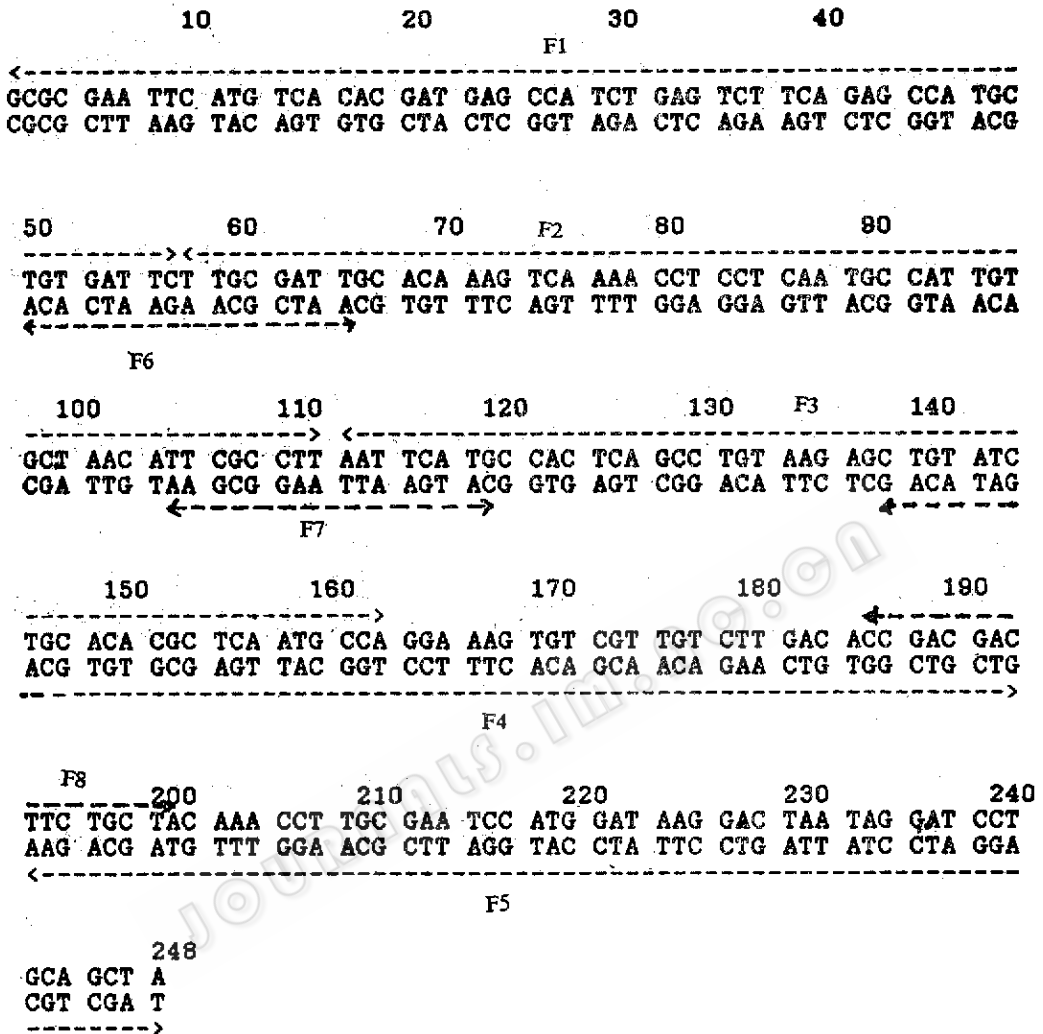 10 20 30 40
F1
GCGC GAA TTC ATG TCA CAC GAT GAG CCA TCT GAG TCT TCA GAG CCA TGC
CGCG CTT AAG TAC AGT GTG CTA CTC GGT AGA CTC AGA AGT CTC GGT ACG
50 60 70 F2 80 90
TGT GAT TCT TGC GAT TGC ACA AAG TCA AAA CCT CCT CAA TGC CAT TGT
ACA CTA AGA ACG CTA ACG TGT TTC AGT TTT GGA GGA GTT ACG GTA ACA
F6
100 110 120 130 F3 140
GCT AAC ATT CGC CTT AAT TCA TGC CAC TCA GCC TGT AAG AGC TGT ATC
CGA TTG TAA GCG GAA TTA AGT ACG GTG AGT CGG ACA TTC TCG ACA TAG
F7
150 160 170 180 190
TGC ACA CGC TCA ATG CCA GGA AAG TGT CGT TGT CTT GAC ACC GAC GAC
ACG TGT GCG AGT TAC GGT CCT TTC ACA GCA ACA GAA CTG TGG CTG CTG
F4
F8
200 210 220 230 240
TTC TGC TAC AAA CCT TGC GAA TCC ATG GAT AAG GAC TAA TAG GAT CCT
AAG ACG ATG TTT GGA ACG CTT AGG TAC CTA TTC CTG ATT ATC CTA GGA
F5
248
GCA GCT A
CGT CGA T
journals.im.ac.cn